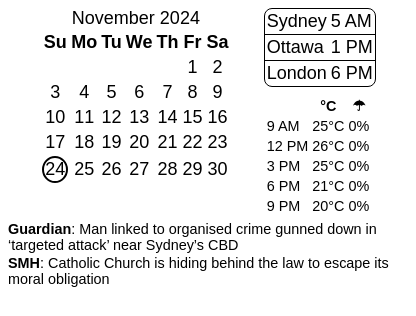 November 2024
Su Mo Tu We Th Fr Sa
1 2
3 4 5 6 7 8 9
10 11 12 13 14 15 16
17 18 19 20 21 22 23
24 25 26 27 28 29 30
Sydney 5 AM
Ottawa 1 PM
London 6 PM
°C ☂
9 AM 25°C 0%
12 PM 26°C 0%
3 PM 25°C 0%
6 PM 21°C 0%
9 PM 20°C 0%
Guardian: Man linked to organised crime gunned down in
‘targeted attack’ near Sydney’s CBD
SMH: Catholic Church is hiding behind the law to escape its
moral obligation